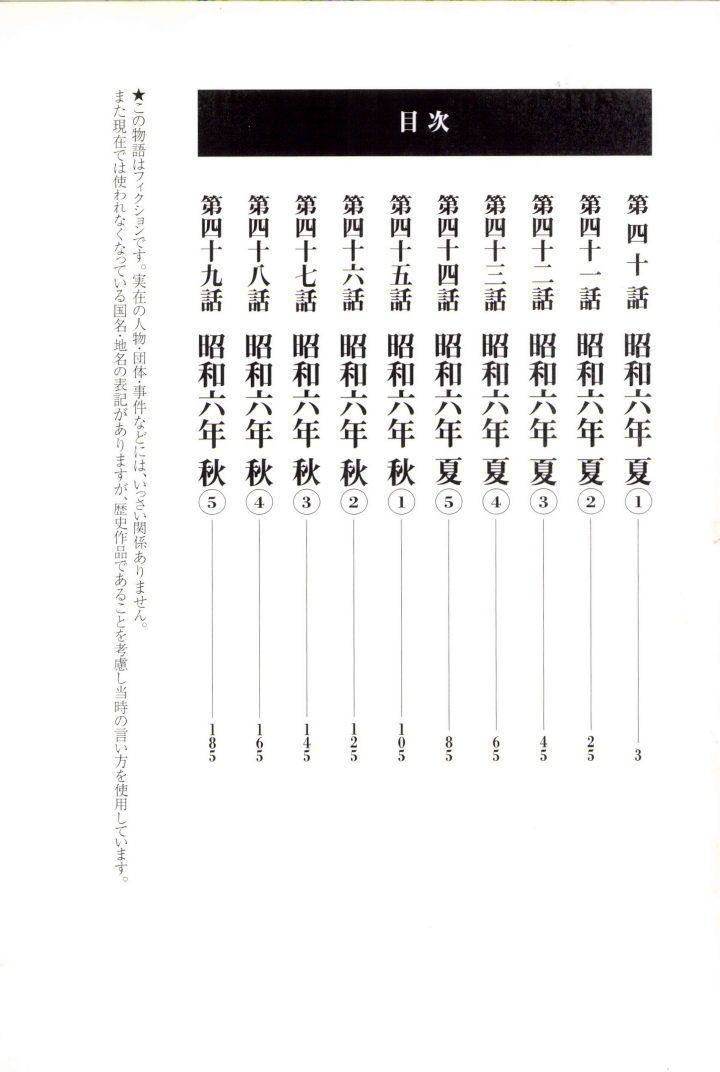 目次
第四十話 昭和六年 夏 ① 3
第四十一話 昭和六年 夏 ② 25
第四十二話 昭和六年 夏 ③ 45
第四十三話 昭和六年 夏 ④ 65
第四十四話 昭和六年 夏 ⑤ 85
第四十五話 昭和六年 秋 ① 105
第四十六話 昭和六年 秋 ② 125
第四十七話 昭和六年 秋 ③ 145
第四十八話 昭和六年 秋 ④ 165
第四十九話 昭和六年 秋 ⑤ 185
★この物語はフィクションです。実在の人物・団体・事件などには、いっさい関係ありません。
また現在では使われなくなっている国名・地名の表記がありますが、歴史作品であることを考慮し当時の言い方を使用しています。